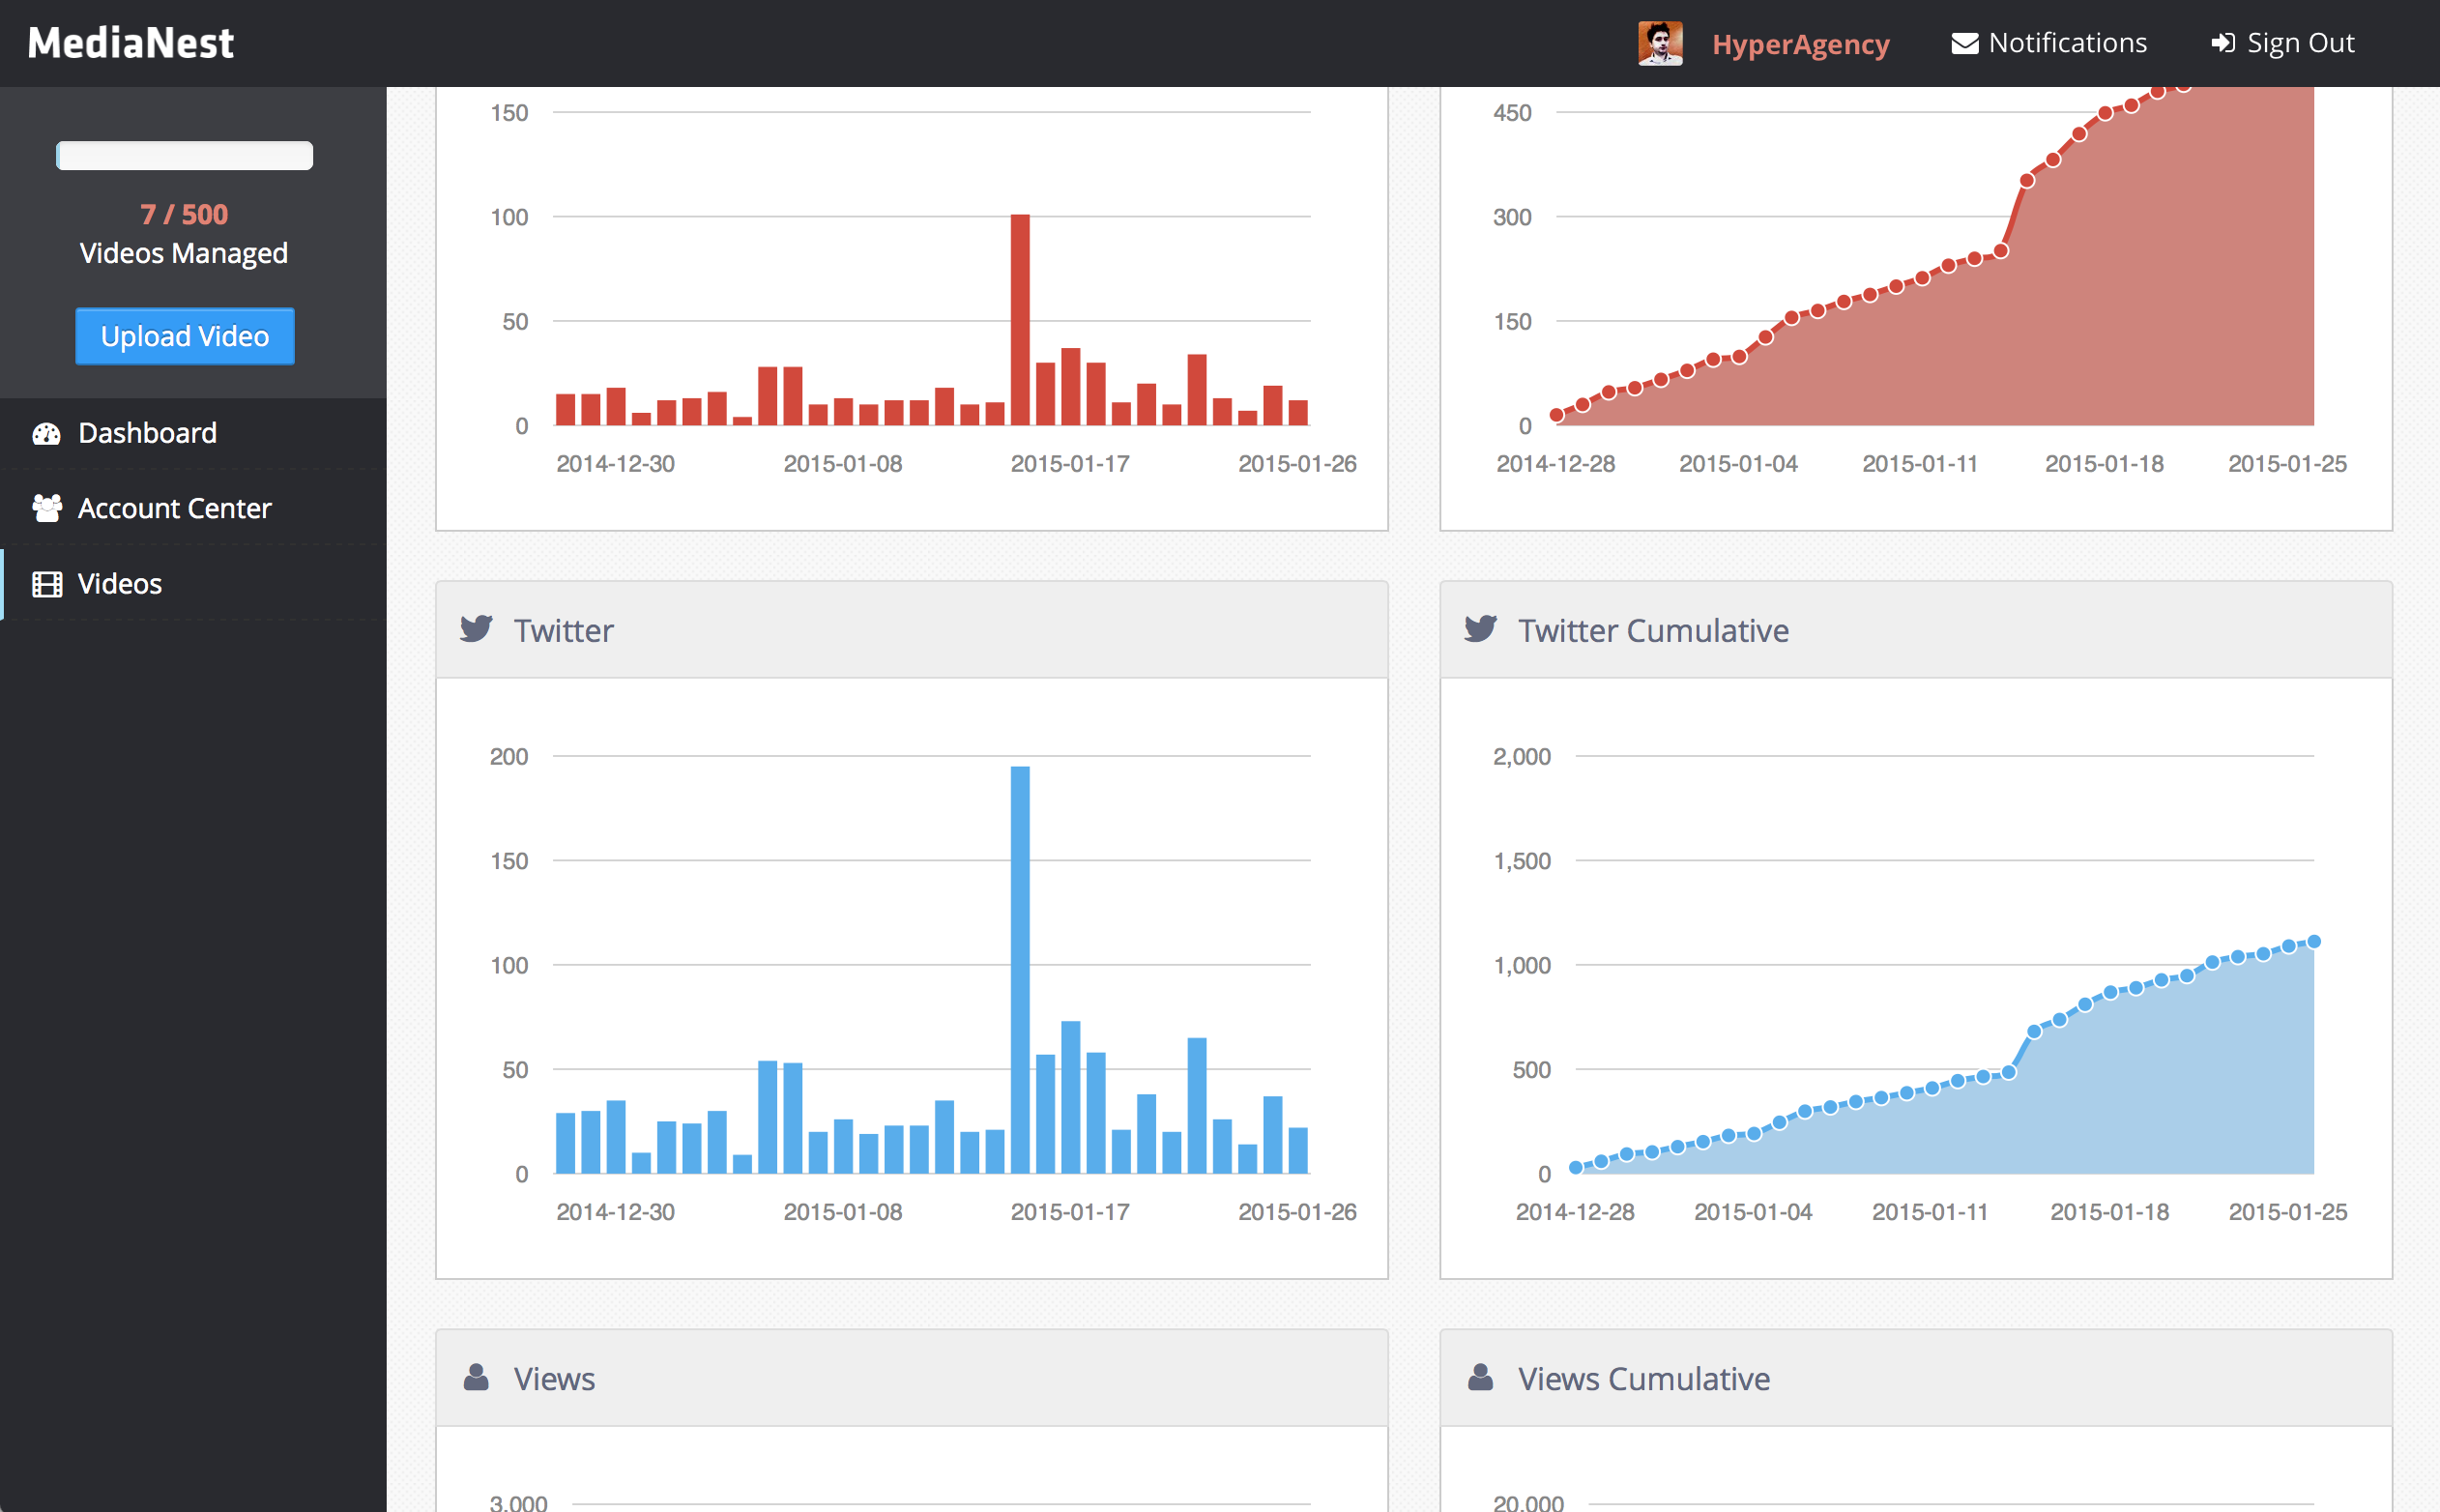 MediaNest
HyperAgency
Notifications
Sign Out
7 / 500
Videos Managed
Upload Video
Dashboard
Account Center
Videos
150
100
50
0
2014-12-30 2015-01-08 2015-01-17 2015-01-26
450
300
150
0
2014-12-28 2015-01-04 2015-01-11 2015-01-18 2015-01-25
Twitter
200
150
100
50
0
2014-12-30 2015-01-08 2015-01-17 2015-01-26
Twitter Cumulative
2,000
1,500
1,000
500
0
2014-12-28 2015-01-04 2015-01-11 2015-01-18 2015-01-25
Views
3,000
Views Cumulative
20,000